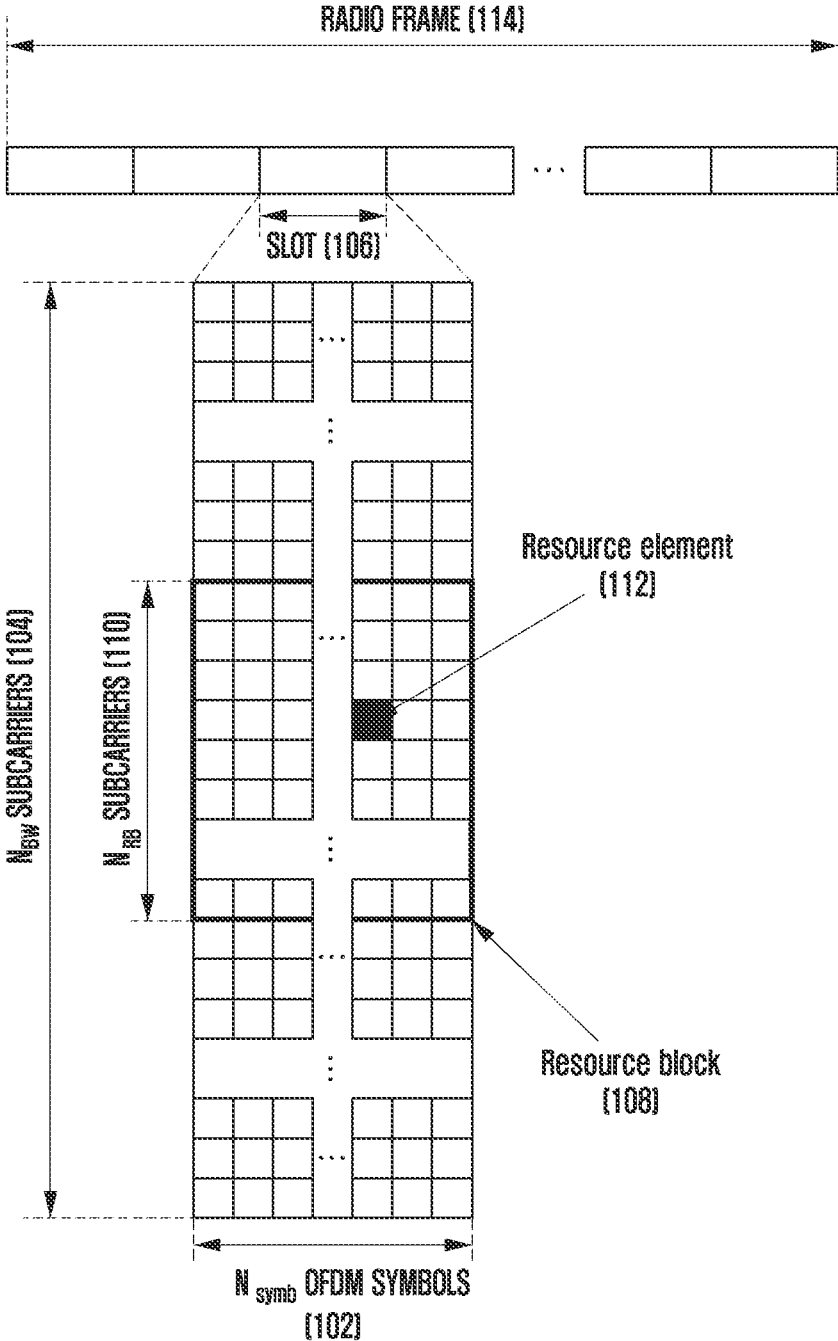 RADIO FRAME (114)
. . .
SLOT (106)
N_BW SUBCARRIERS (104)
N_RB SUBCARRIERS (110)
Resource element
(112)
Resource block
(108)
N_symb OFDM SYMBOLS
(102)